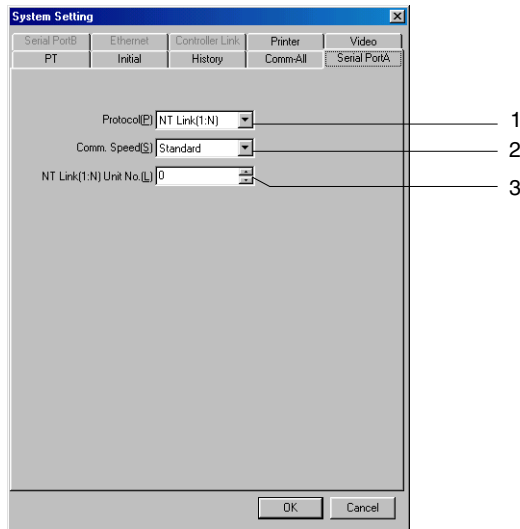 System Setting
Serial PortB Ethernet Controller Link Printer Video
PT Initial History Comm-All Serial PortA
Protocol(P) NT Link(1:N) 1
Comm. Speed(S) Standard 2
NT Link(1:N) Unit No.(L) 0 3
OK Cancel